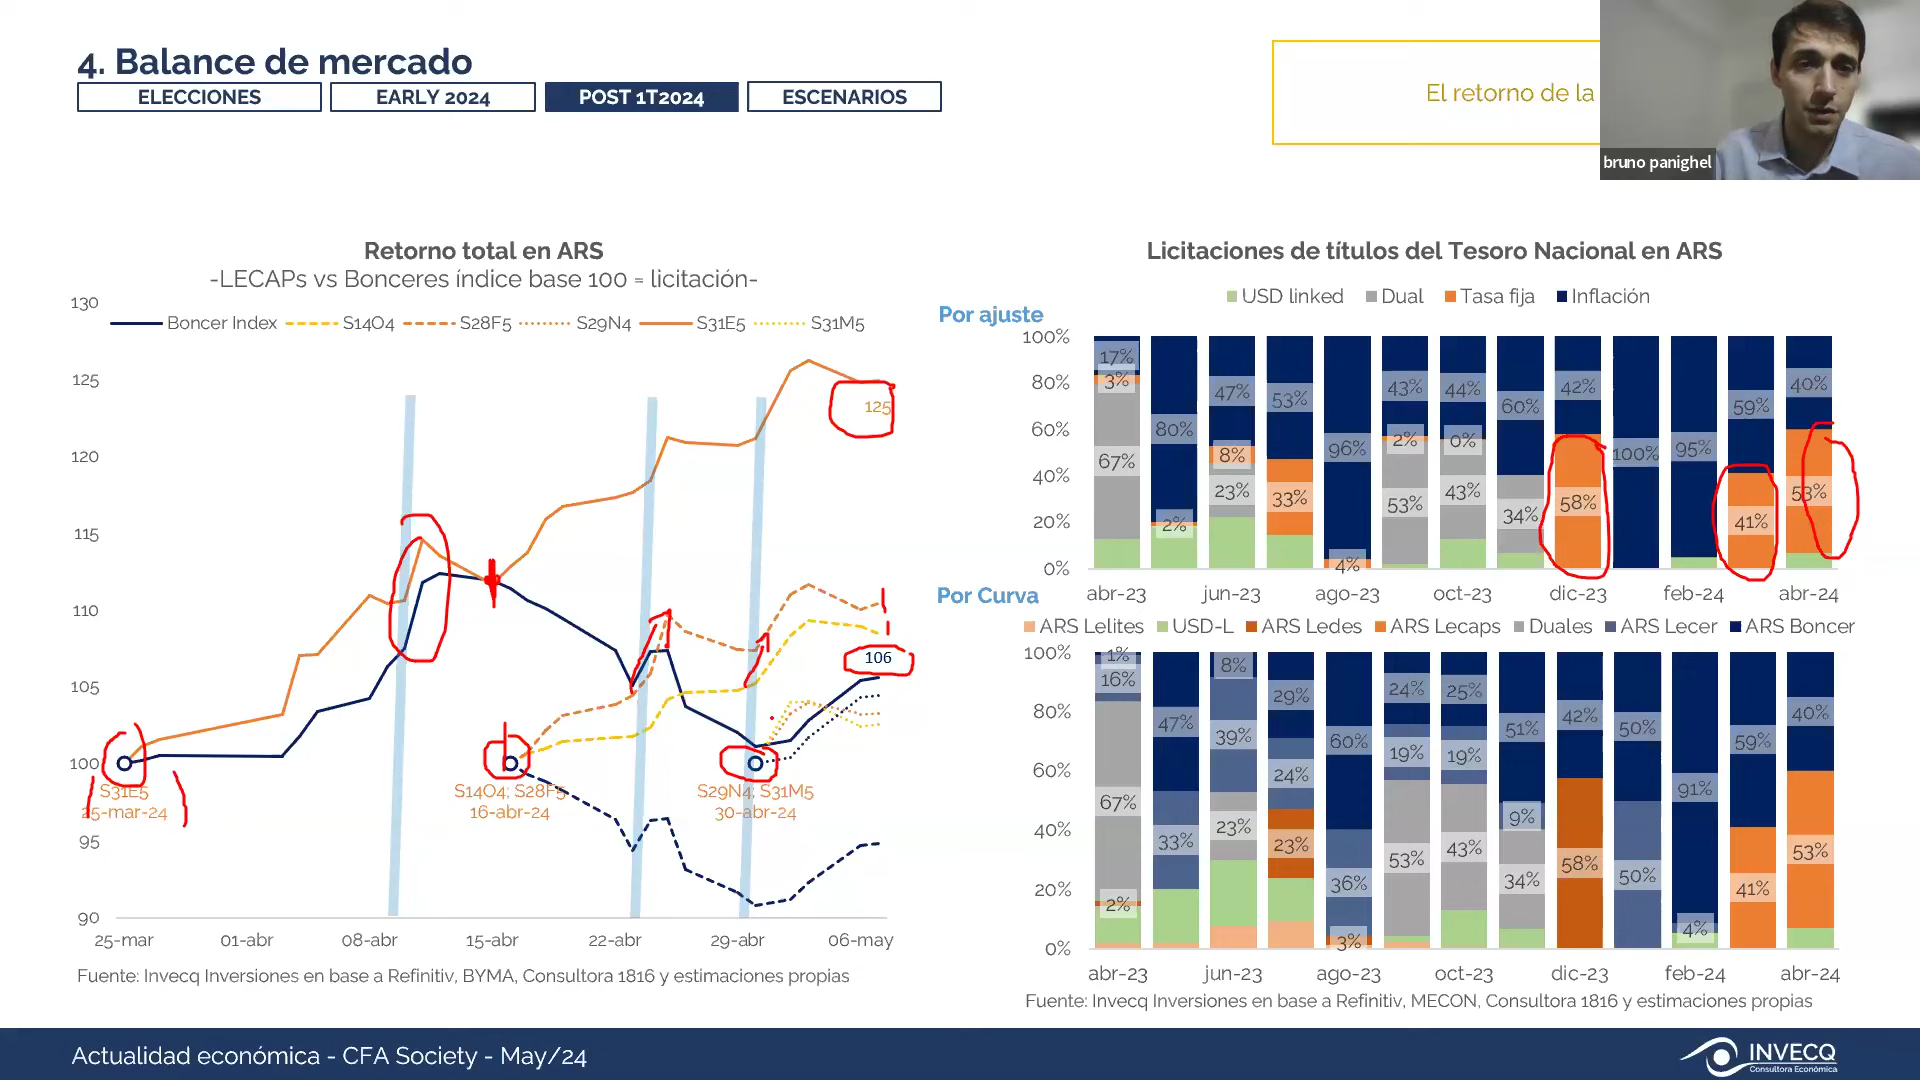 4. Balance de mercado
ELECCIONES
EARLY 2024
POST 1T2024
ESCENARIOS
El retorno de la
bruno panighel
Retorno total en ARS
-LECAPs vs Bonceres índice base 100 = licitación-
130
Boncer Index
S14O4
S28F5
S29N4
S31E5
S31M5
125
120
115
110
105
100
95
90
125
106
S31E5
25-mar-24
S14O4; S28F5
16-abr-24
S29N4; S31M5
30-abr-24
25-mar
01-abr
08-abr
15-abr
22-abr
29-abr
06-may
Fuente: Invecq Inversiones en base a Refinitiv, BYMA, Consultora 1816 y estimaciones propias
Licitaciones de títulos del Tesoro Nacional en ARS
USD linked
Dual
Tasa fija
Inflación
Por ajuste
100%
80%
60%
40%
20%
0%
17%
3%
67%
80%
2%
47%
8%
23%
53%
33%
96%
4%
43%
2%
53%
44%
0%
43%
60%
34%
42%
58%
100%
95%
59%
41%
40%
53%
abr-23
jun-23
ago-23
oct-23
dic-23
feb-24
abr-24
Por Curva
ARS Lelites
USD-L
ARS Ledes
ARS Lecaps
Duales
ARS Lecer
ARS Boncer
100%
80%
60%
40%
20%
0%
1%
16%
67%
2%
47%
33%
8%
39%
23%
29%
24%
23%
60%
36%
3%
24%
19%
53%
25%
19%
43%
51%
9%
34%
42%
58%
50%
50%
91%
4%
59%
41%
40%
53%
abr-23
jun-23
ago-23
oct-23
dic-23
feb-24
abr-24
Fuente: Invecq Inversiones en base a Refinitiv, MECON, Consultora 1816 y estimaciones propias
Actualidad económica - CFA Society - May/24
INVECQ
Consultora Económica